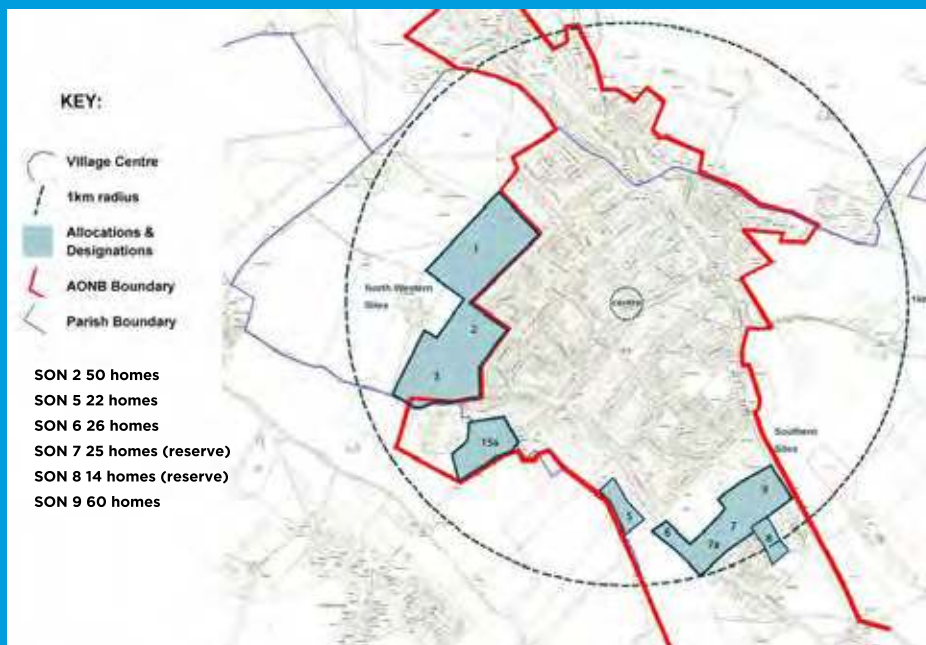 KEY:
Village Centre
1km radius
Allocations &
Designations
AONB Boundary
Parish Boundary
SON 2 50 homes
SON 5 22 homes
SON 6 26 homes
SON 7 25 homes (reserve)
SON 8 14 homes (reserve)
SON 9 60 homes
1
North Western
Sites
2
3
15a
centre
Southern
Sites
5
6
7
7a
8
9